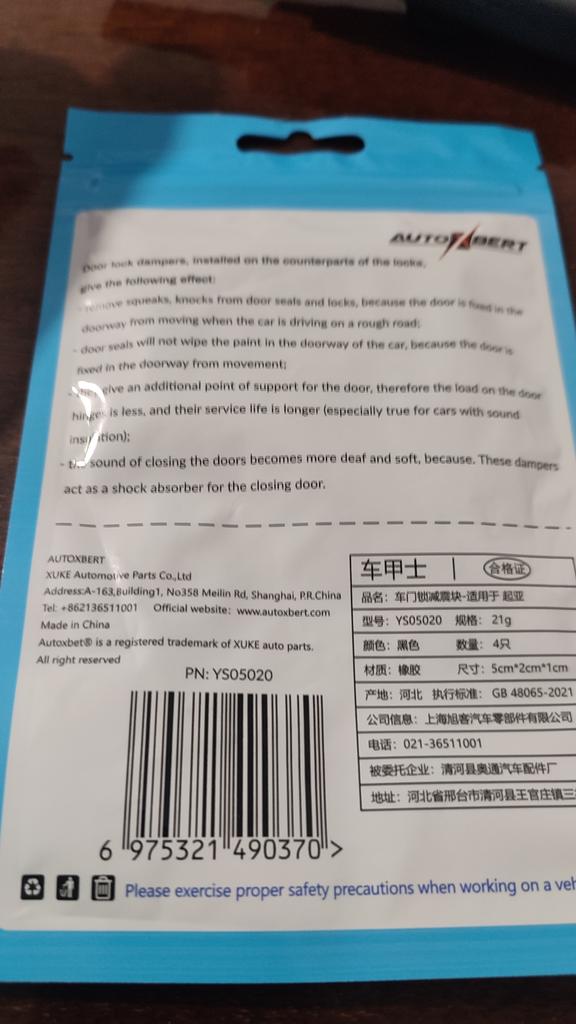 AUTOXBERT
Door lock dampers, installed on the counterparts of the locks,
give the following effect:
- remove squeaks, knocks from door seals and locks, because the door is fixed in the
doorway from moving when the car is driving on a rough road;
- door seals will not wipe the paint in the doorway of the car, because the door is
fixed in the doorway from movement;
- give an additional point of support for the door, therefore the load on the door
hinges is less, and their service life is longer (especially true for cars with sound
- the sound of closing the doors becomes more deaf and soft, because. These dampers
act as a shock absorber for the closing door.
AUTOXBERT
XUKE Automotive Parts Co.,Ltd
Address:A-163,Building1, No358 Meilin Rd, Shanghai, P.R.China
Tel: +862136511001 Official website: www.autoxbert.com
Made in China
Autoxbet® is a registered trademark of XUKE auto parts.
All right reserved
PN: YS05020
6 975321 490370 >
车甲士 | 合格证
品名: 车门锁减震块-适用于 起亚
型号: YS05020 规格: 21g
颜色: 黑色 数量: 4只
材质: 橡胶 尺寸: 5cm*2cm*1cm
产地: 河北 执行标准: GB 48065-2021
公司信息: 上海旭客汽车零部件有限公司
电话: 021-36511001
被委托企业: 清河县奥通汽车配件厂
地址: 河北省邢台市清河县王官庄镇三
Please exercise proper safety precautions when working on a veh